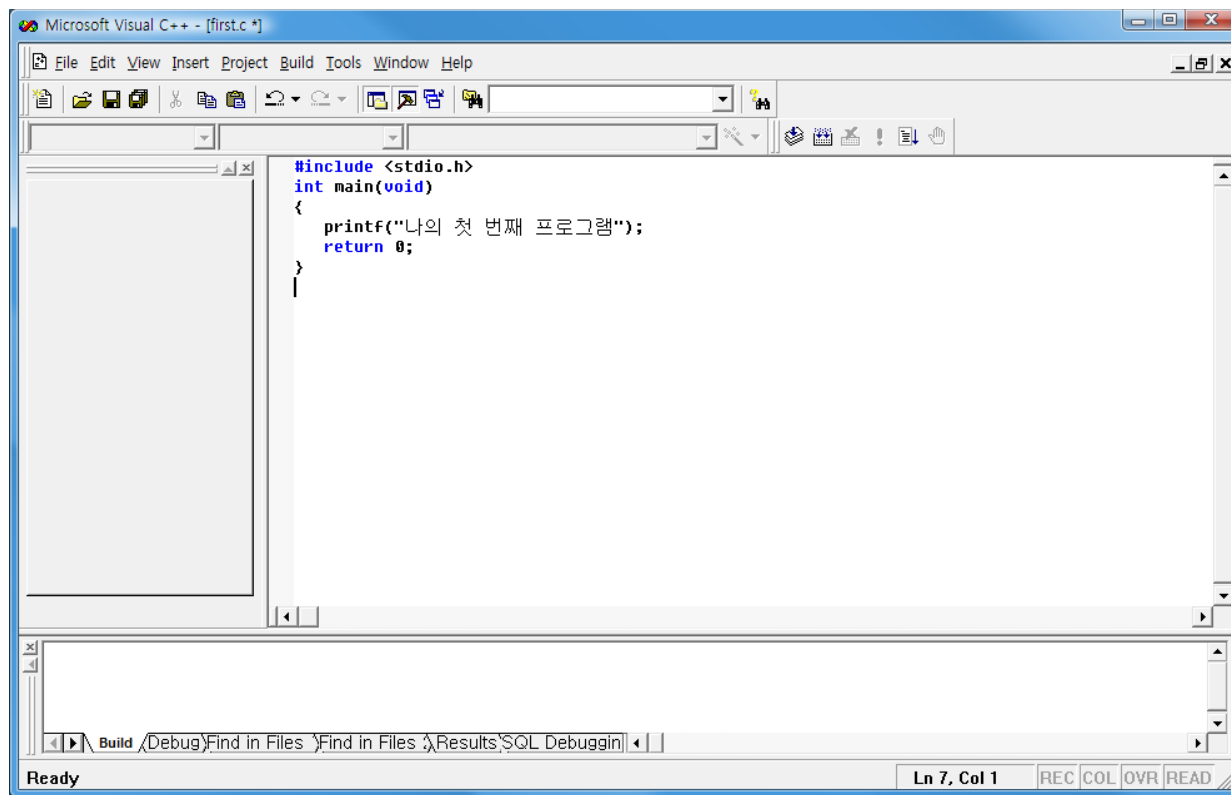 Microsoft Visual C++ - [first.c *]
File Edit View Insert Project Build Tools Window Help
#include <stdio.h>
int main(void)
{
printf("나의 첫 번째 프로그램");
return 0;
}
Build Debug Find in Files Find in Files Results SQL Debuggin
Ready Ln 7, Col 1 REC COL OVR READ